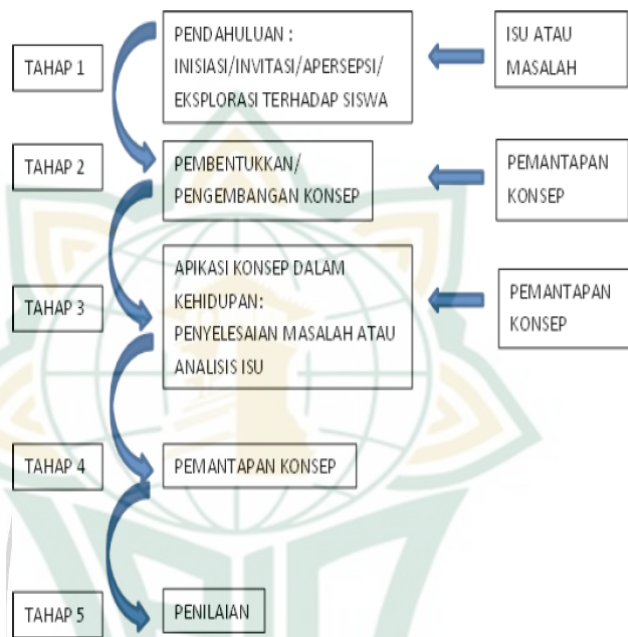 TAHAP 1
PENDAHULUAN :
INISIASI/INVITASI/APERSEPSI/
EKSPLORASI TERHADAP SISWA
ISU ATAU
MASALAH
TAHAP 2
PEMBENTUKKAN/
PENGEMBANGAN KONSEP
PEMANTAPAN
KONSEP
TAHAP 3
APIKASI KONSEP DALAM
KEHIDUPAN:
PENYELESAIAN MASALAH ATAU
ANALISIS ISU
PEMANTAPAN
KONSEP
TAHAP 4
PEMANTAPAN KONSEP
TAHAP 5
PENILAIAN